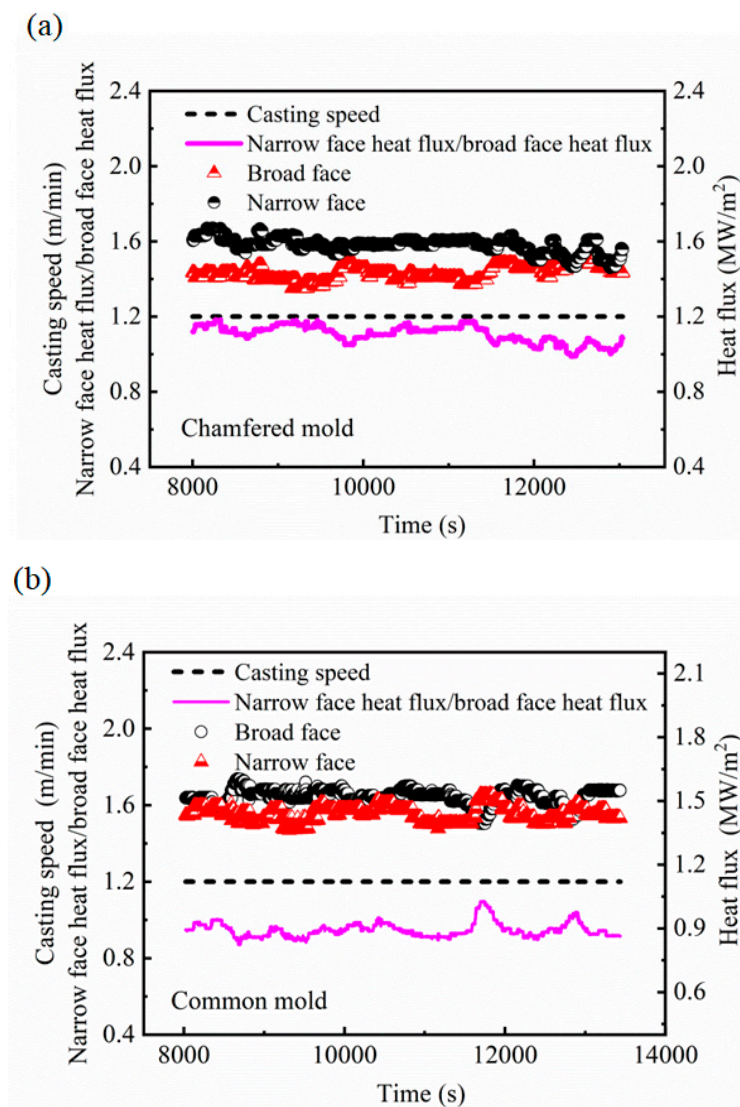 (a)
Casting speed (m/min)
Narrow face heat flux/broad face heat flux
2.4
2.0
1.6
1.2
0.8
0.4
Casting speed
Narrow face heat flux/broad face heat flux
Broad face
Narrow face
Chamfered mold
8000 10000 12000
Time (s)
2.4
2.0
1.6
1.2
0.8
0.4
Heat flux (MW/m²)
(b)
Casting speed (m/min)
Narrow face heat flux/broad face heat flux
2.4
2.0
1.6
1.2
0.8
0.4
Casting speed
Narrow face heat flux/broad face heat flux
Broad face
Narrow face
Common mold
8000 10000 12000 14000
Time (s)
2.1
1.8
1.5
1.2
0.9
0.6
Heat flux (MW/m²)